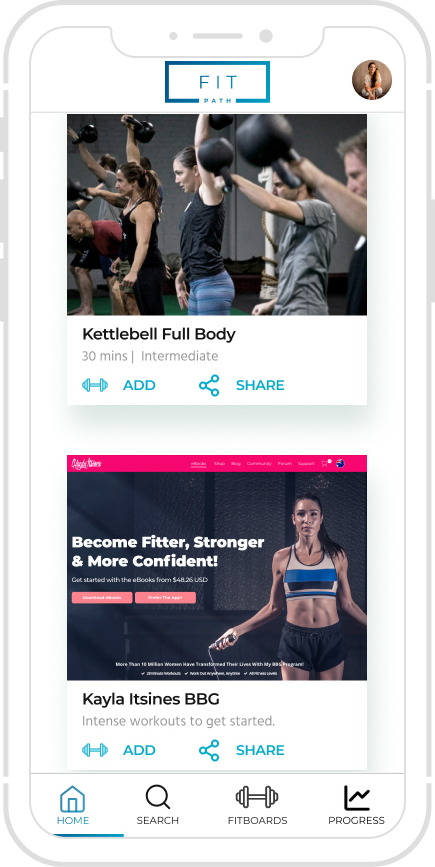 FIT
PATH
Kettlebell Full Body
30 mins | Intermediate
ADD SHARE
Kayla Itsines
eBooks Shop Blog Community Forum Support
Become Fitter, Stronger
& More Confident!
Get started with the eBooks from $48.26 USD
Download eBooks Prefer The App?
More Than 10 Million Women Have Transformed Their Lives With My BBG Program!
✓ 28 Minute Workouts ✓ Work Out Anywhere, Anytime ✓ All Fitness Levels
Kayla Itsines BBG
Intense workouts to get started.
ADD SHARE
HOME SEARCH FITBOARDS PROGRESS